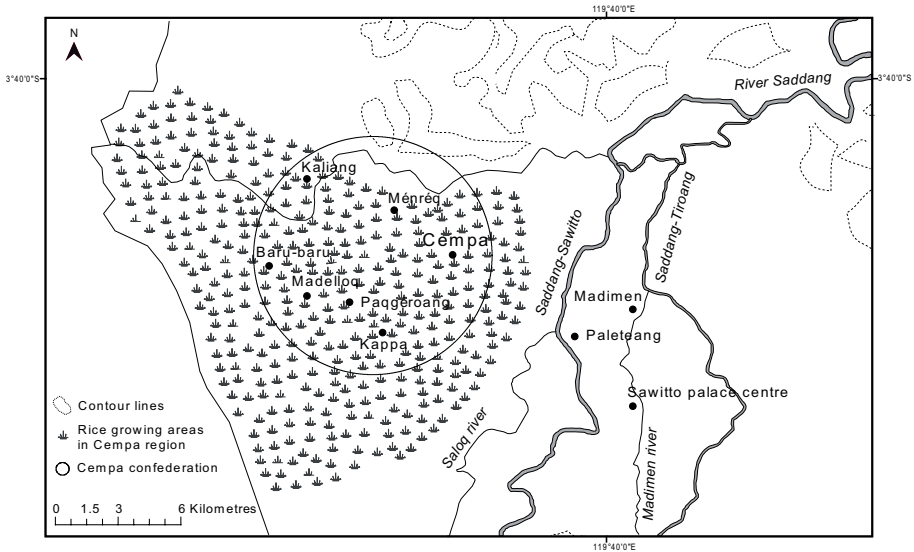 119°40'0"E
N
3°40'0"S
3°40'0"S
River Saddang
Kaliang
Ménréq
Cempa
Baru-baru
Madelloq
Paqgeroang
Kappa
Saddang-Sawitto
Saddang-Tiroang
Madimen
Paleteang
Sawitto palace centre
Saloq river
Madimen river
Contour lines
Rice growing areas
in Cempa region
Cempa confederation
0 1.5 3 6 Kilometres
119°40'0"E